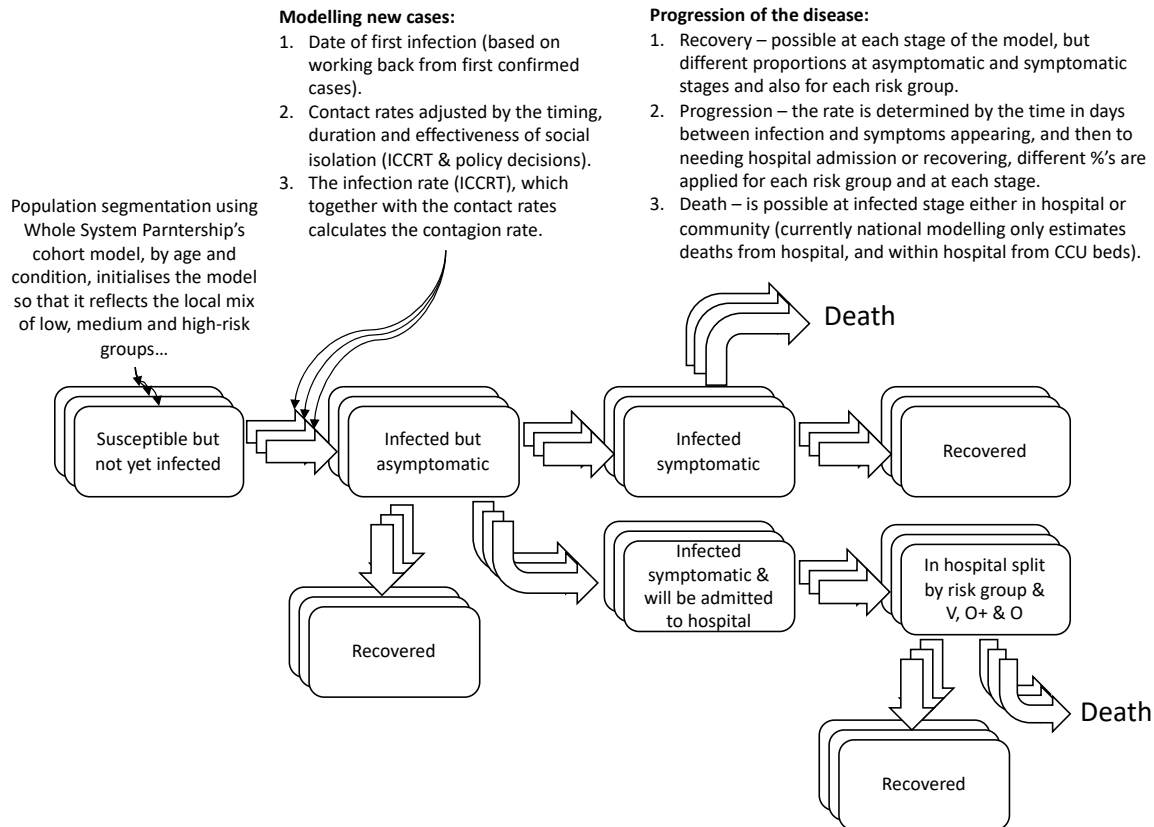 Modelling new cases:
1. Date of first infection (based on
working back from first confirmed
cases).
2. Contact rates adjusted by the timing,
duration and effectiveness of social
isolation (ICCRT & policy decisions).
3. The infection rate (ICCRT), which
together with the contact rates
calculates the contagion rate.
Progression of the disease:
1. Recovery – possible at each stage of the model, but
different proportions at asymptomatic and symptomatic
stages and also for each risk group.
2. Progression – the rate is determined by the time in days
between infection and symptoms appearing, and then to
needing hospital admission or recovering, different %'s are
applied for each risk group and at each stage.
3. Death – is possible at infected stage either in hospital or
community (currently national modelling only estimates
deaths from hospital, and within hospital from CCU beds).
Population segmentation using
Whole System Parntership's
cohort model, by age and
condition, initialises the model
so that it reflects the local mix
of low, medium and high-risk
groups…
Death
Susceptible but
not yet infected
Infected but
asymptomatic
Infected
symptomatic
Recovered
Infected
symptomatic &
will be admitted
to hospital
In hospital split
by risk group &
V, O+ & O
Recovered
Death
Recovered